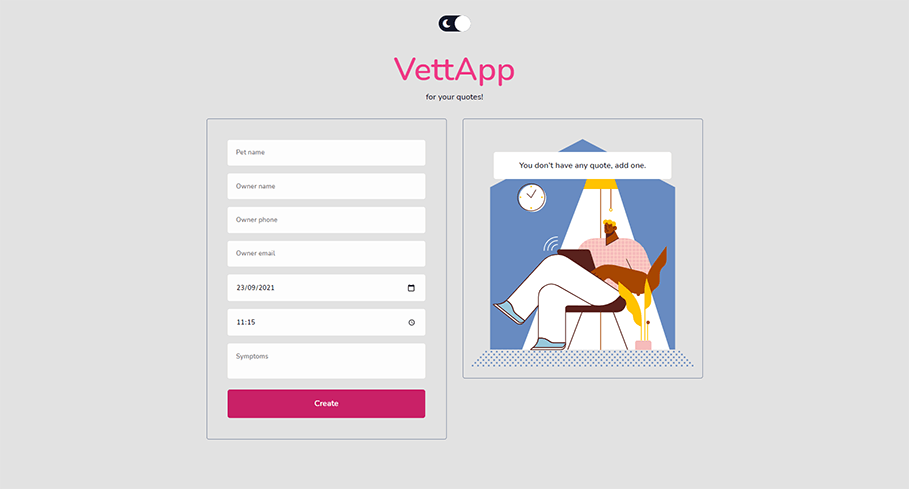 VettApp
for your quotes!
Pet name
Owner name
Owner phone
Owner email
23/09/2021
11:15
Symptoms
Create
You don't have any quote, add one.